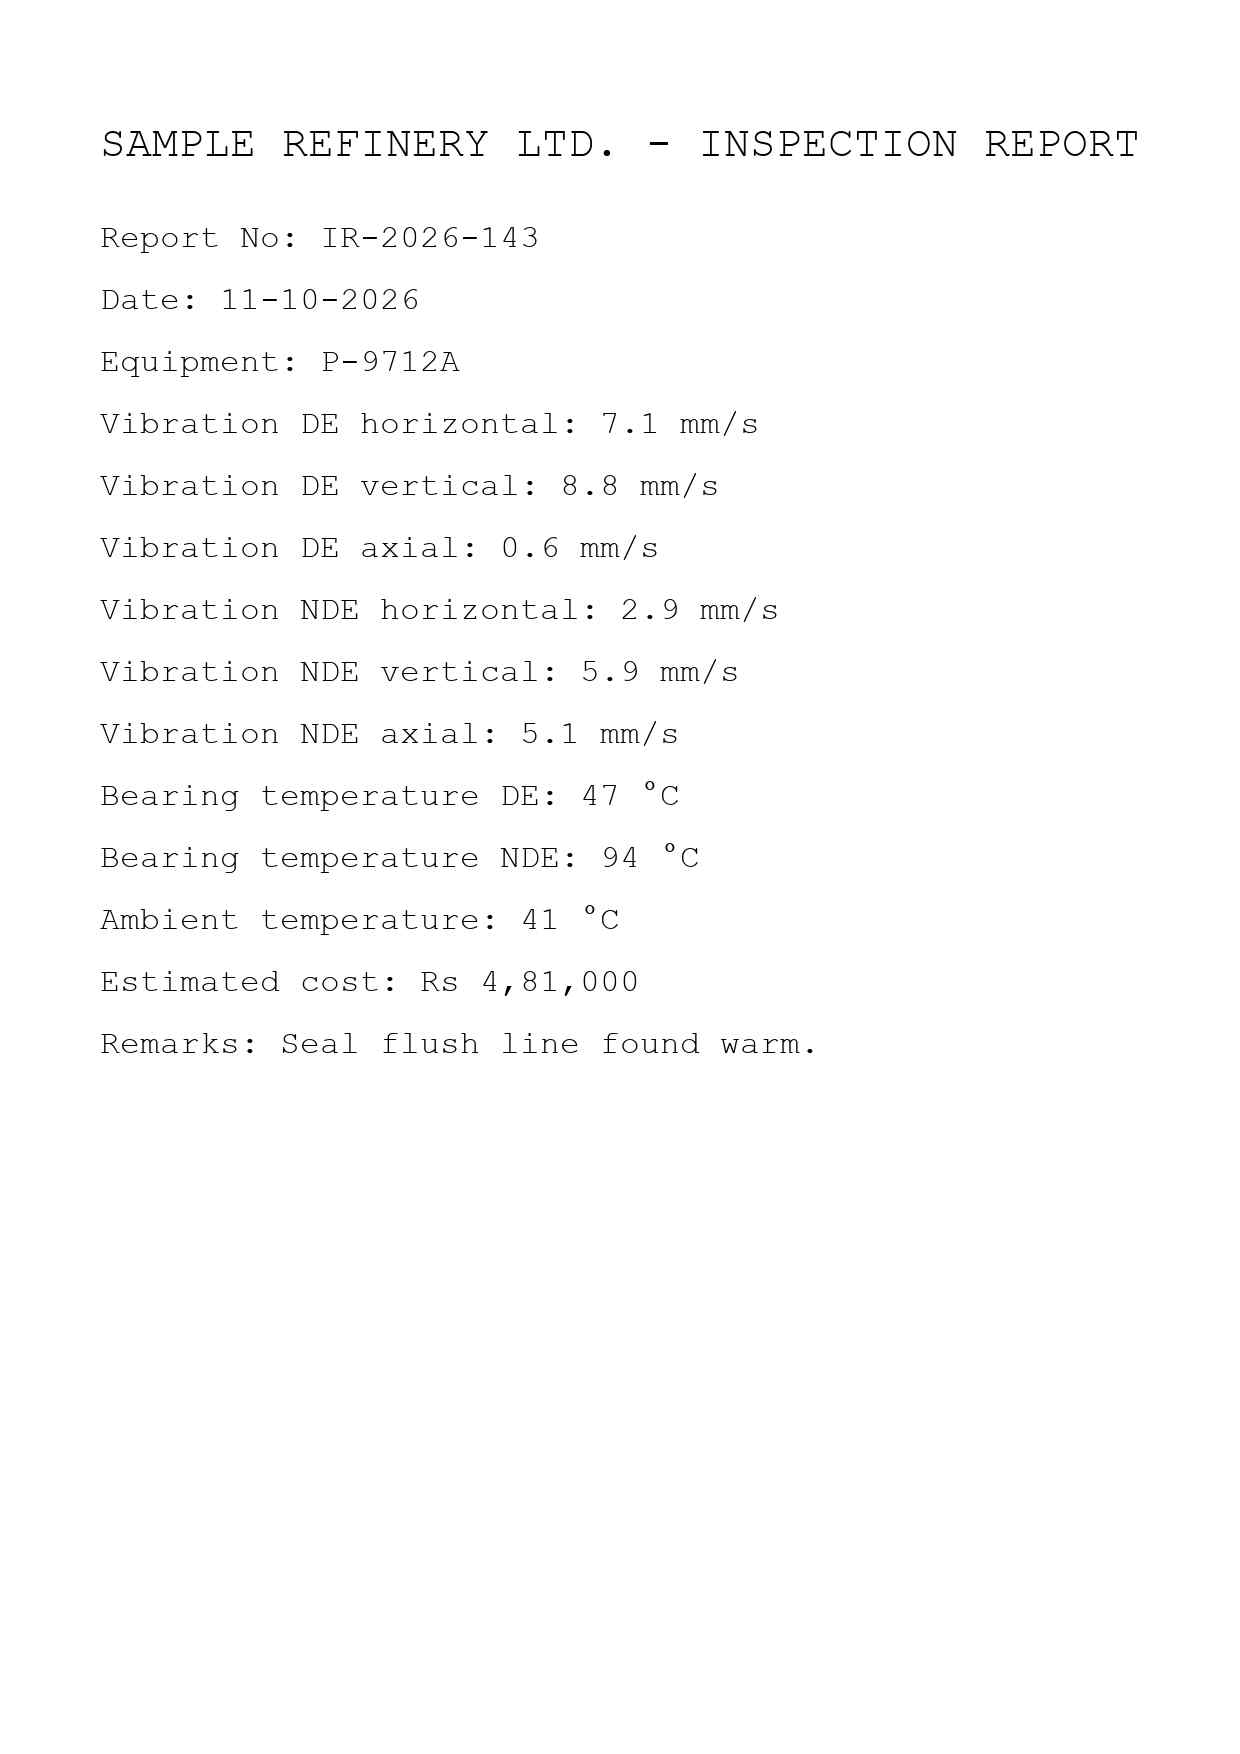 SAMPLE REFINERY LTD. - INSPECTION REPORT
Report No: IR-2026-143
Date: 11-10-2026
Equipment: P-9712A
Vibration DE horizontal: 7.1 mm/s
Vibration DE vertical: 8.8 mm/s
Vibration DE axial: 0.6 mm/s
Vibration NDE horizontal: 2.9 mm/s
Vibration NDE vertical: 5.9 mm/s
Vibration NDE axial: 5.1 mm/s
Bearing temperature DE: 47 °C
Bearing temperature NDE: 94 °C
Ambient temperature: 41 °C
Estimated cost: Rs 4,81,000
Remarks: Seal flush line found warm.